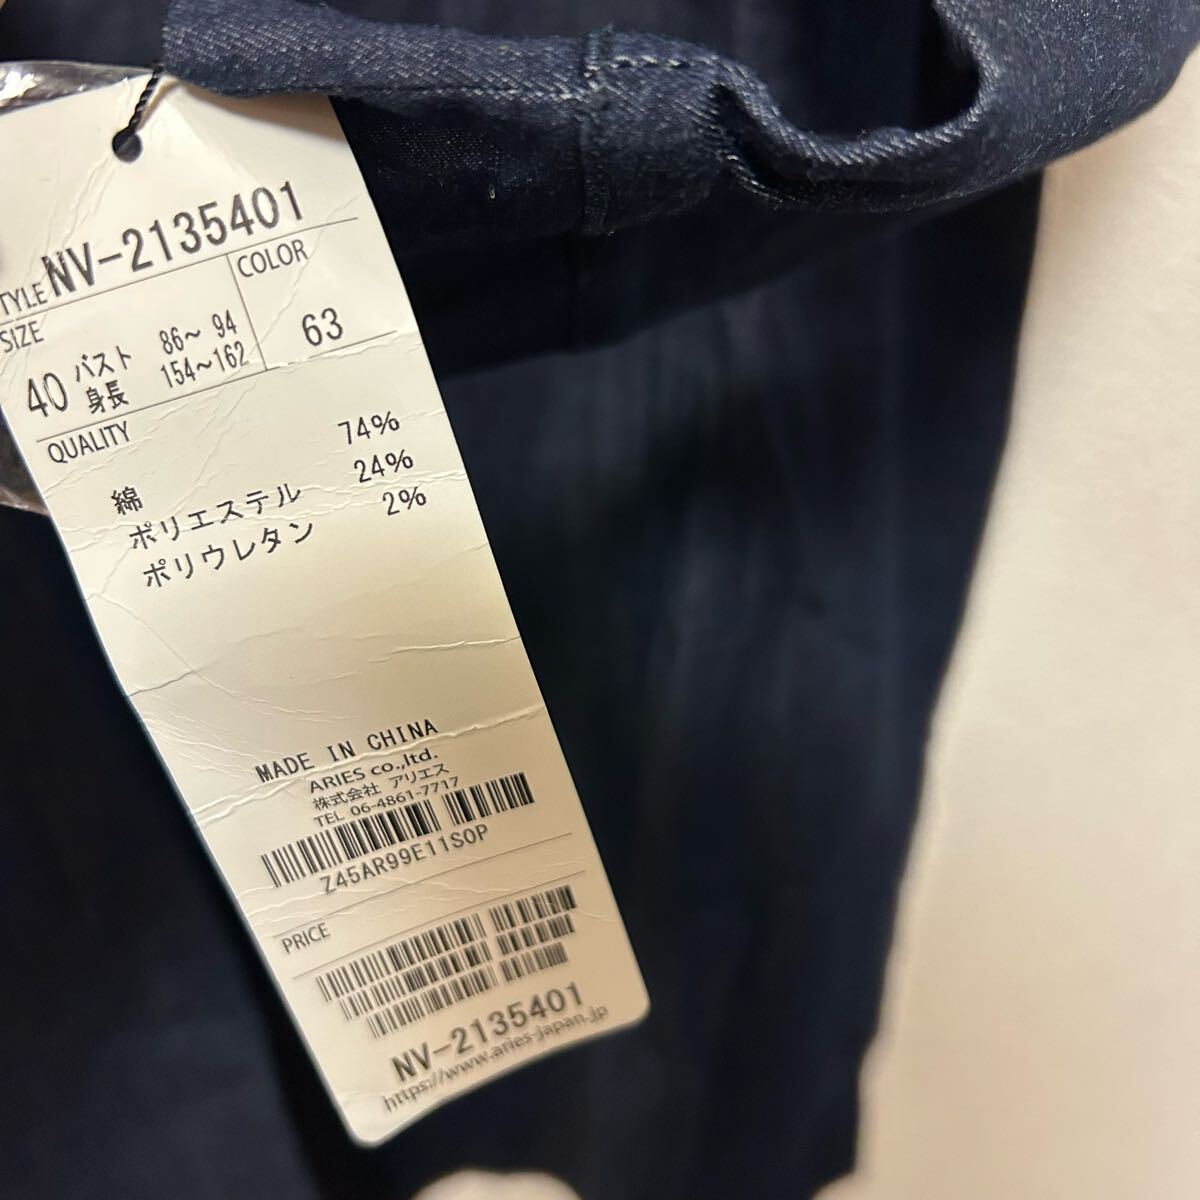 STYLE NV-2135401
SIZE COLOR
40 バスト 86～ 94 63
身長 154～162
QUALITY
綿 74%
ポリエステル 24%
ポリウレタン 2%
MADE IN CHINA
ARIES co.,ltd.
株式会社 アリエス
TEL 06-4861-7717
Z45AR99E11SOP
PRICE
NV-2135401
https://www.aries-japan.jp